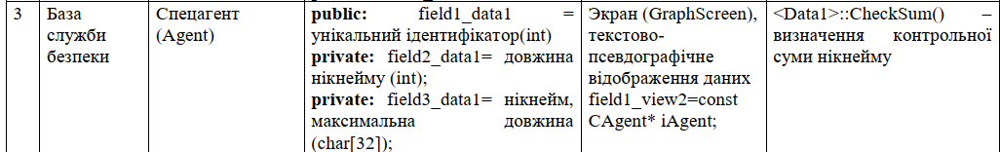 3
База
служби
безпеки
Спецагент
(Agent)
public: field1_data1 =
унікальний ідентифікатор(int)
private: field2_data1= довжина
нікнейму (int);
private: field3_data1= нікнейм,
максимальна довжина
(char[32]);
Экран (GraphScreen),
текстово-
псевдографічне
відображення даних
field1_view2=const
CAgent* iAgent;
<Data1>::CheckSum() –
визначення контрольної
суми нікнейму